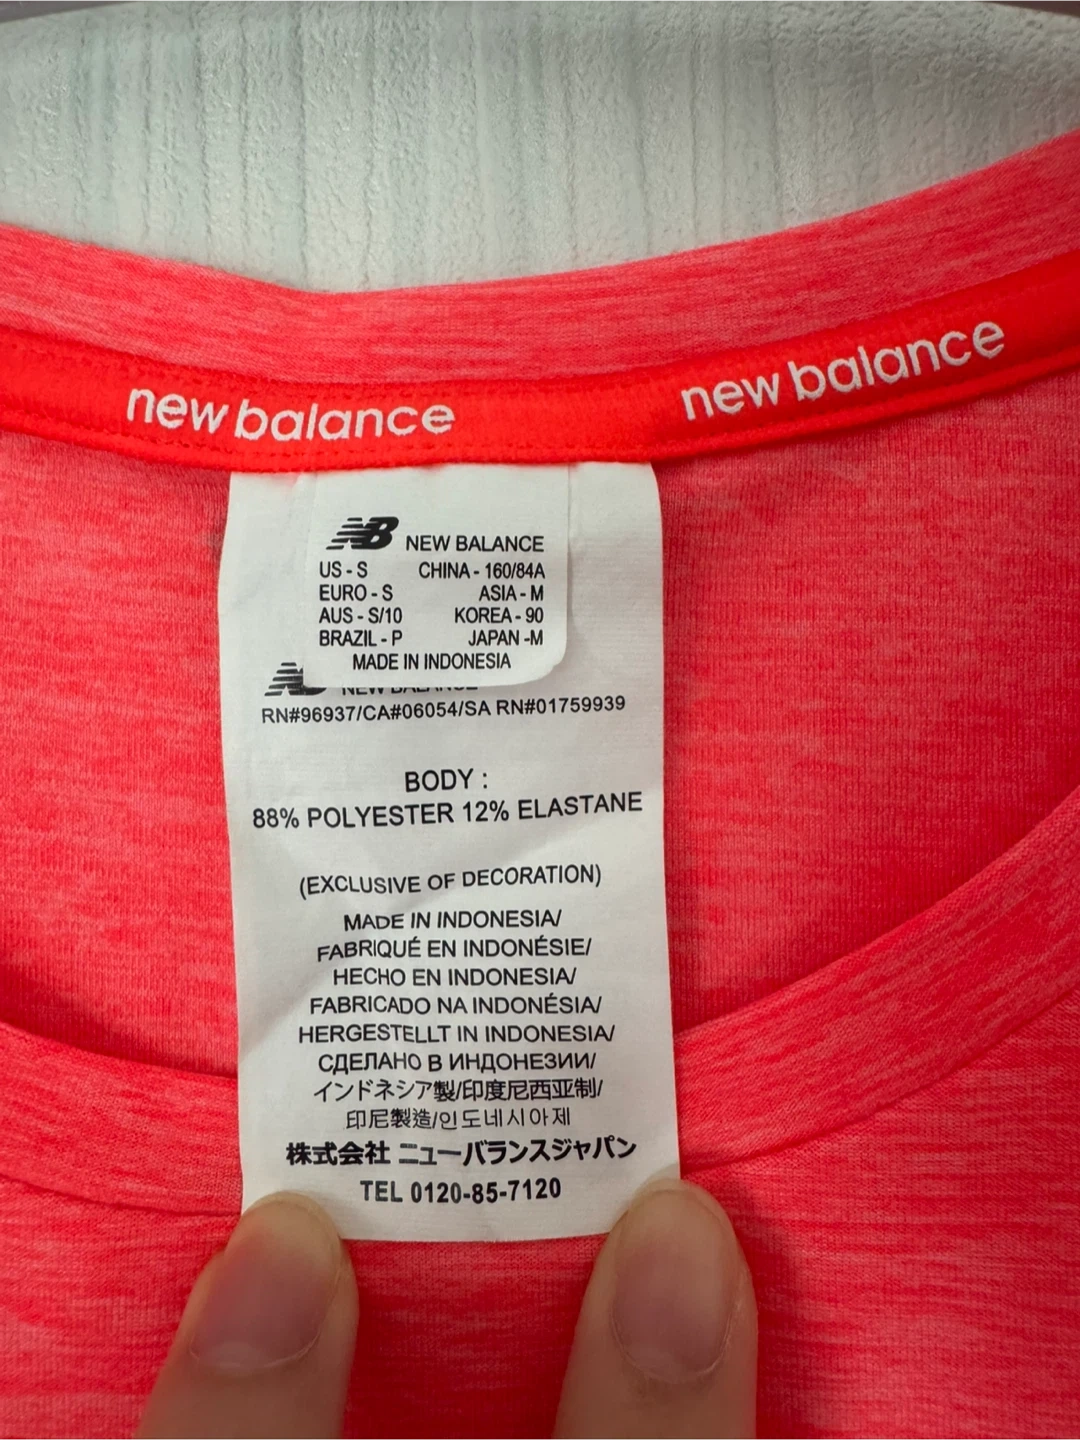 new balance
new balance
NB NEW BALANCE
US - S CHINA - 160/84A
EURO - S ASIA - M
AUS - S/10 KOREA - 90
BRAZIL - P JAPAN -M
MADE IN INDONESIA
NEW BALANCE
RN#96937/CA#06054/SA RN#01759939
BODY :
88% POLYESTER 12% ELASTANE
(EXCLUSIVE OF DECORATION)
MADE IN INDONESIA/
FABRIQUÉ EN INDONÉSIE/
HECHO EN INDONESIA/
FABRICADO NA INDONÉSIA/
HERGESTELLT IN INDONESIA/
СДЕЛАНО В ИНДОНЕЗИИ/
インドネシア製/印度尼西亚制/
印尼製造/인도네시아제
株式会社 ニューバランスジャパン
TEL 0120-85-7120